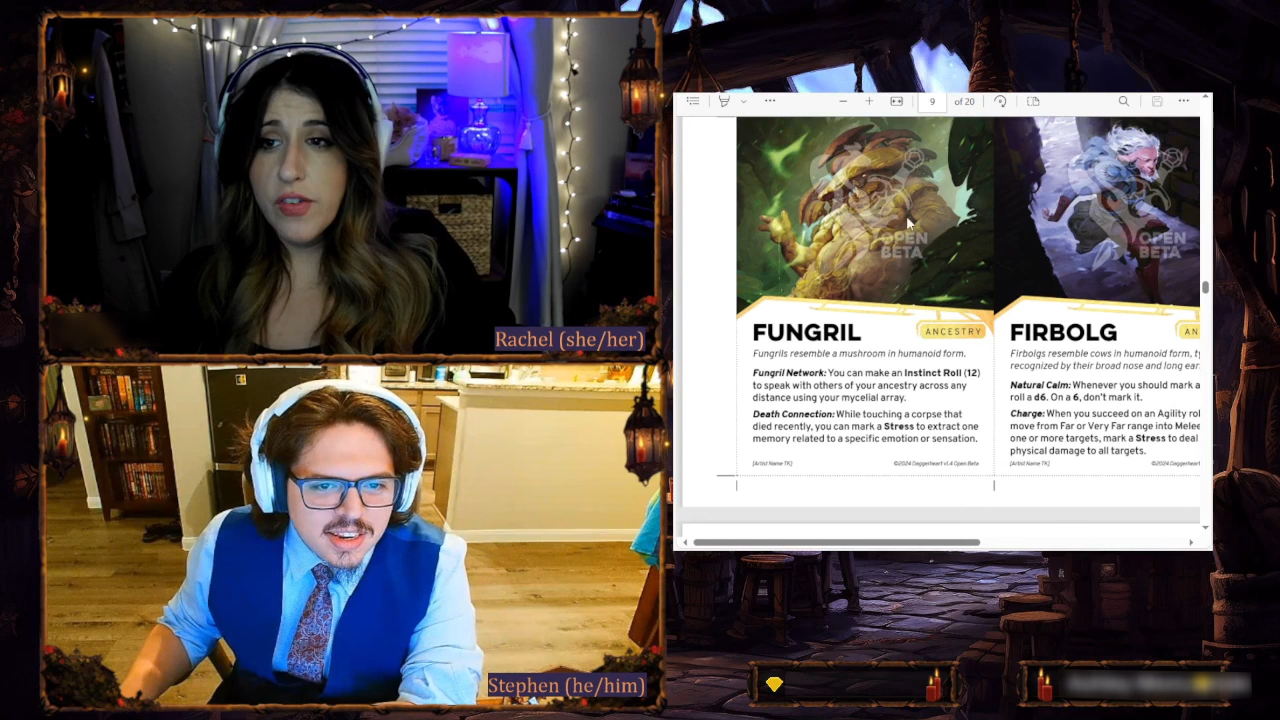 Rachel (she/her)
Stephen (he/him)
9 of 20
OPEN
BETA
FUNGRIL
ANCESTRY
Fungrils resemble a mushroom in humanoid form.
Fungril Network: You can make an Instinct Roll (12)
to speak with others of your ancestry across any
distance using your mycelial array.
Death Connection: While touching a corpse that
died recently, you can mark a Stress to extract one
memory related to a specific emotion or sensation.
[Artist Name TK] ©2024 Daggerheart v1.4 Open Beta
OPEN
BETA
FIRBOLG
AN
Firbolgs resemble cows in humanoid form, ty
recognized by their broad nose and long ear
Natural Calm: Whenever you should mark a
roll a d6. On a 6, don't mark it.
Charge: When you succeed on an Agility rol
move from Far or Very Far range into Melee
one or more targets, mark a Stress to deal
physical damage to all targets.
[Artist Name TK] ©2024 Daggerheart